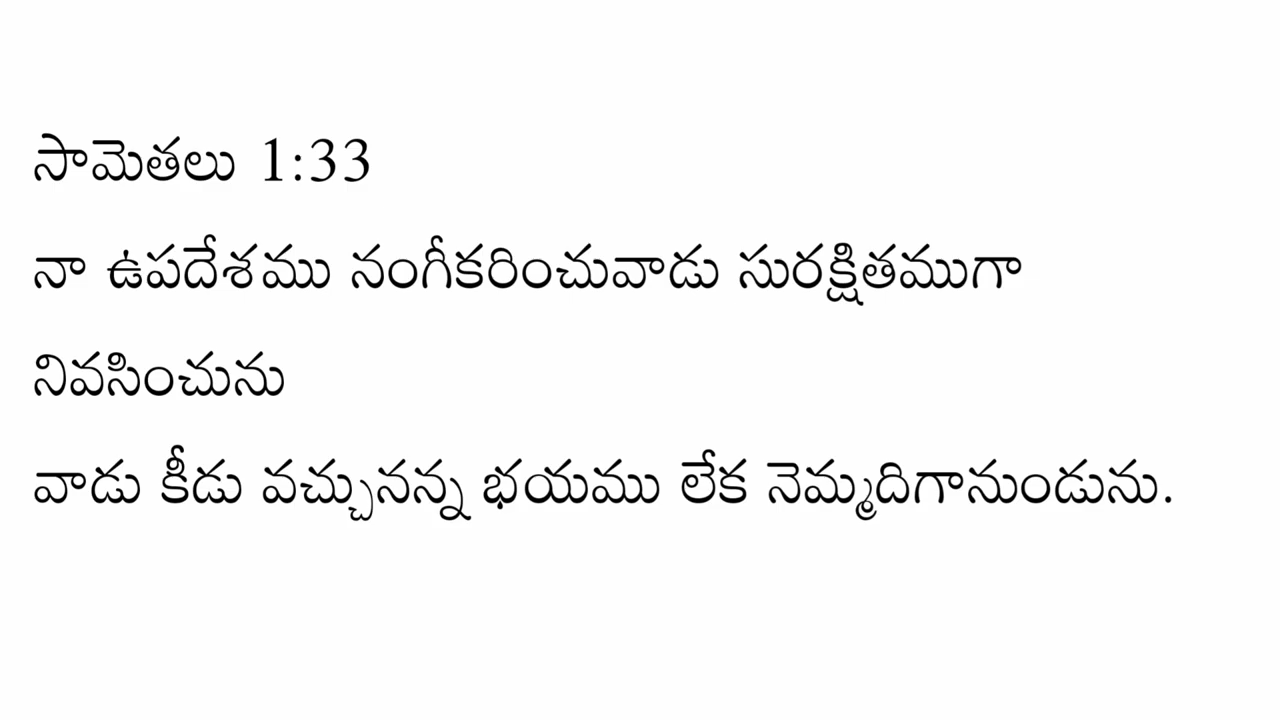 సామెతలు 1:33
నా ఉపదేశము నంగీకరించువాడు సురక్షితముగా
నివసించును
వాడు కీడు వచ్చునన్న భయము లేక నెమ్మదిగానుండును.